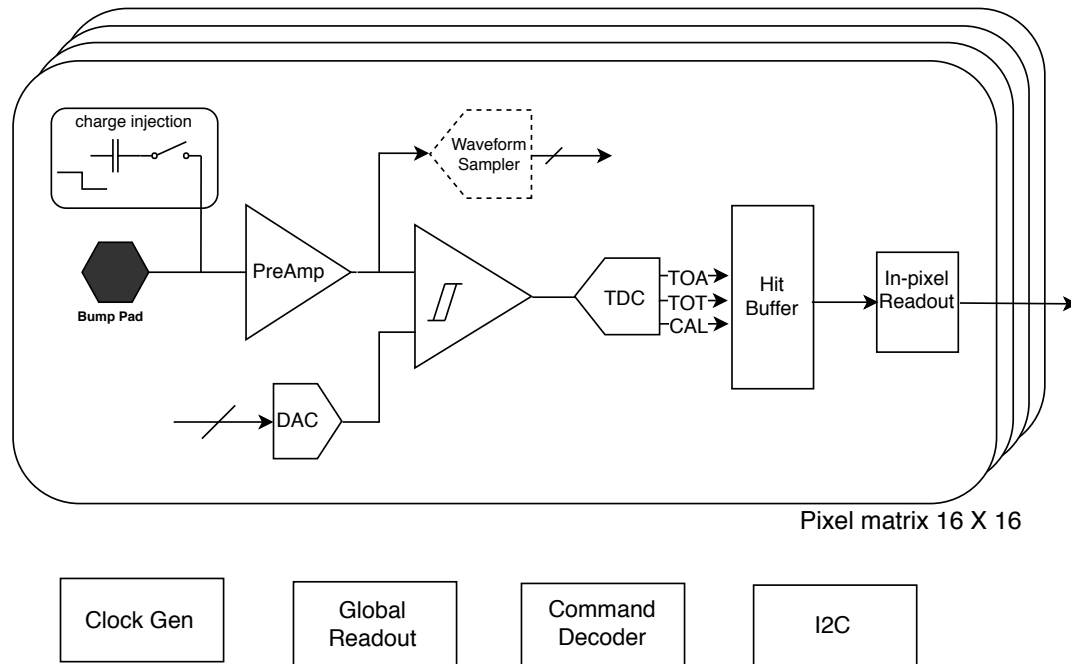 charge injection
Waveform
Sampler
PreAmp
Bump Pad
DAC
TDC
TOA
TOT
CAL
Hit
Buffer
In-pixel
Readout
Pixel matrix 16 X 16
Clock Gen
Global
Readout
Command
Decoder
I2C